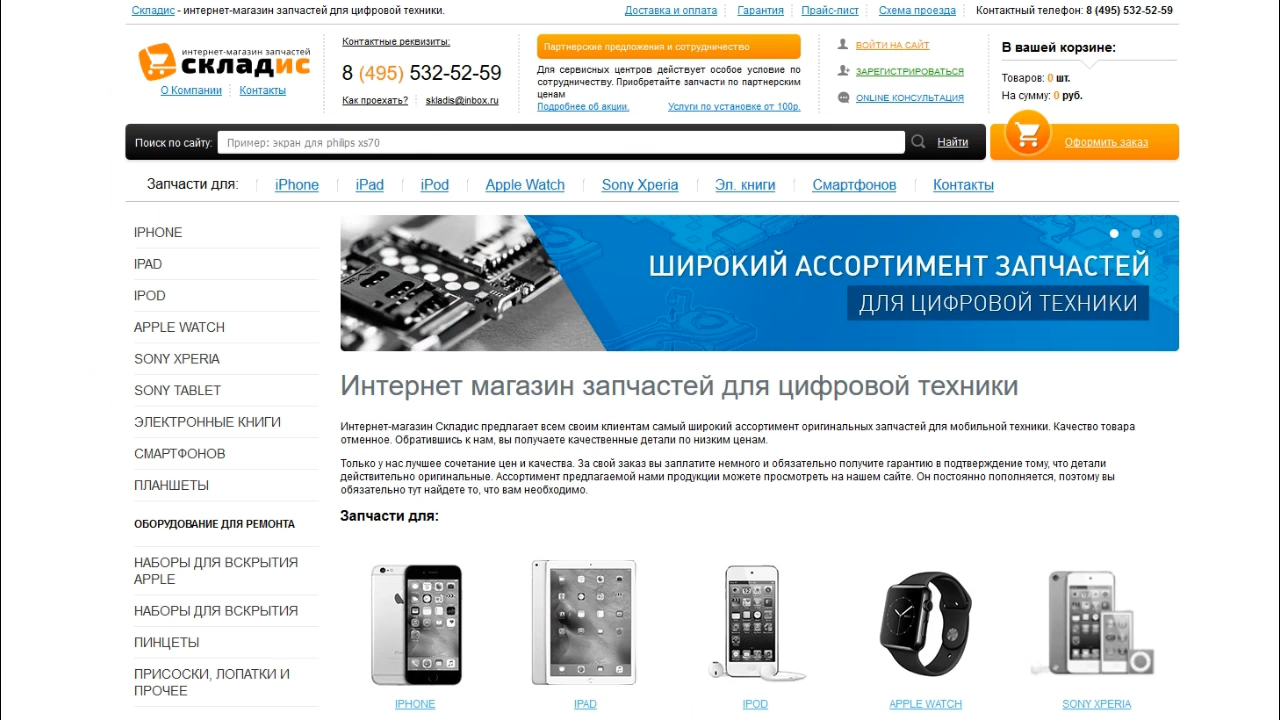 Складис - интернет-магазин запчастей для цифровой техники.
Доставка и оплата
Гарантия
Прайс-лист
Схема проезда
Контактный телефон: 8 (495) 532-52-59
интернет-магазин запчастей
складис
О Компании
Контакты
Контактные реквизиты:
8 (495) 532-52-59
Как проехать?
skladis@inbox.ru
Партнерские предложения и сотрудничество
Для сервисных центров действует особое условие по
сотрудничеству. Приобретайте запчасти по партнерским
ценам
Подробнее об акции.
Услуги по установке от 100р.
ВОЙТИ НА САЙТ
ЗАРЕГИСТРИРОВАТЬСЯ
ONLINE КОНСУЛЬТАЦИЯ
В вашей корзине:
Товаров: 0 шт.
На сумму: 0 руб.
Поиск по сайту:
Пример: экран для philips xs70
Найти
Оформить заказ
Запчасти для:
iPhone
iPad
iPod
Apple Watch
Sony Xperia
Эл. книги
Смартфонов
Контакты
IPHONE
IPAD
IPOD
APPLE WATCH
SONY XPERIA
SONY TABLET
ЭЛЕКТРОННЫЕ КНИГИ
СМАРТФОНОВ
ПЛАНШЕТЫ
ОБОРУДОВАНИЕ ДЛЯ РЕМОНТА
НАБОРЫ ДЛЯ ВСКРЫТИЯ
APPLE
НАБОРЫ ДЛЯ ВСКРЫТИЯ
ПИНЦЕТЫ
ПРИСОСКИ, ЛОПАТКИ И
ПРОЧЕЕ
ШИРОКИЙ АССОРТИМЕНТ ЗАПЧАСТЕЙ
ДЛЯ ЦИФРОВОЙ ТЕХНИКИ
Интернет магазин запчастей для цифровой техники
Интернет-магазин Складис предлагает всем своим клиентам самый широкий ассортимент оригинальных запчастей для мобильной техники. Качество товара
отменное. Обратившись к нам, вы получаете качественные детали по низким ценам.
Только у нас лучшее сочетание цен и качества. За свой заказ вы заплатите немного и обязательно получите гарантию в подтверждение тому, что детали
действительно оригинальные. Ассортимент предлагаемой нами продукции можете просмотреть на нашем сайте. Он постоянно пополняется, поэтому вы
обязательно тут найдете то, что вам необходимо.
Запчасти для:
IPHONE
IPAD
IPOD
APPLE WATCH
SONY XPERIA